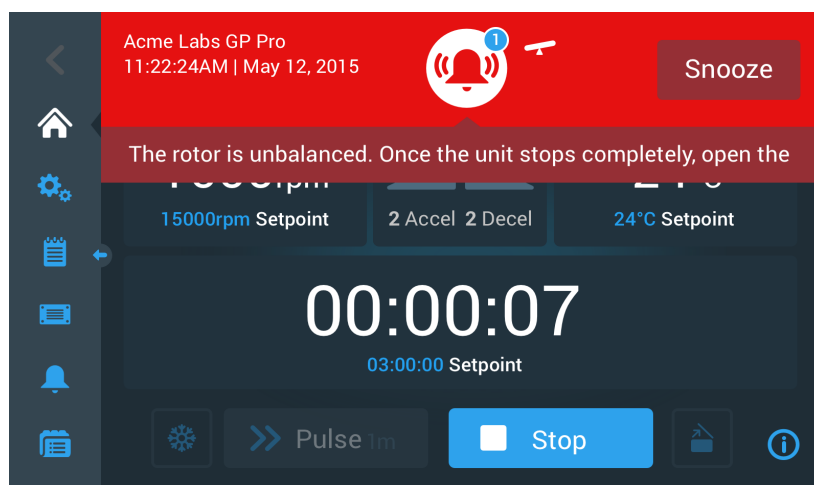 Acme Labs GP Pro
11:22:24AM | May 12, 2015
1
Snooze
The rotor is unbalanced. Once the unit stops completely, open the
rpm
15000rpm Setpoint
2 Accel 2 Decel
24°C Setpoint
00:00:07
03:00:00 Setpoint
Pulse 1m
Stop